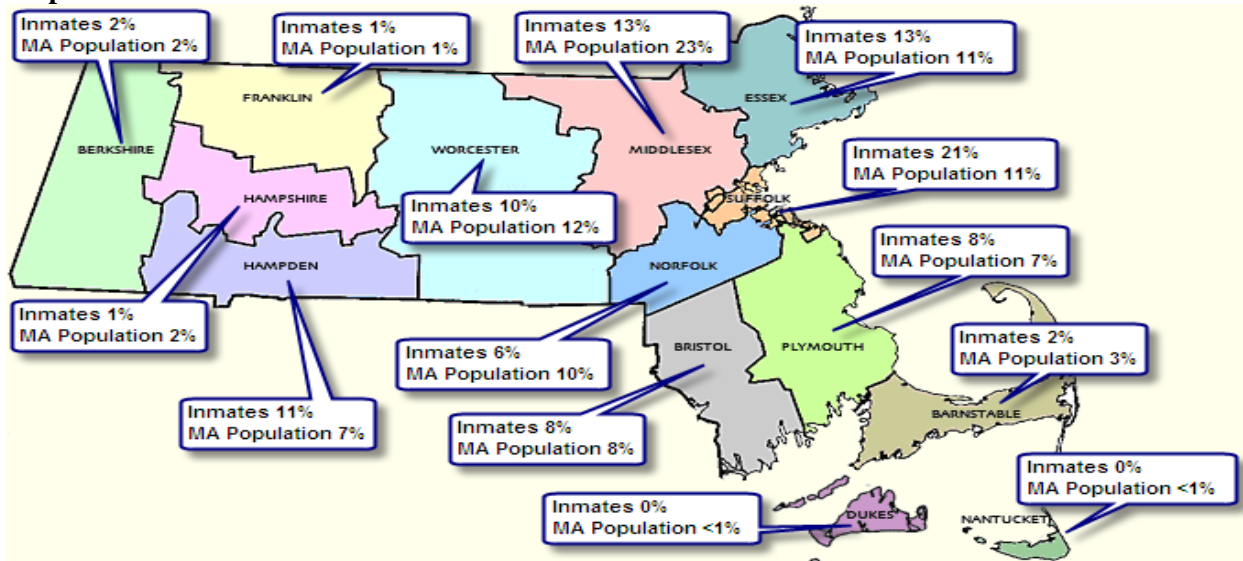 Inmates 2%
MA Population 2%
Inmates 1%
MA Population 1%
Inmates 13%
MA Population 23%
Inmates 13%
MA Population 11%
FRANKLIN
ESSEX
BERKSHIRE
WORCESTER
MIDDLESEX
Inmates 21%
MA Population 11%
HAMPSHIRE
SUFFOLK
Inmates 10%
MA Population 12%
Inmates 8%
MA Population 7%
HAMPDEN
NORFOLK
Inmates 1%
MA Population 2%
Inmates 6%
MA Population 10%
BRISTOL
PLYMOUTH
Inmates 2%
MA Population 3%
Inmates 11%
MA Population 7%
Inmates 8%
MA Population 8%
BARNSTABLE
Inmates 0%
MA Population <1%
Inmates 0%
MA Population <1%
DUKES
NANTUCKET